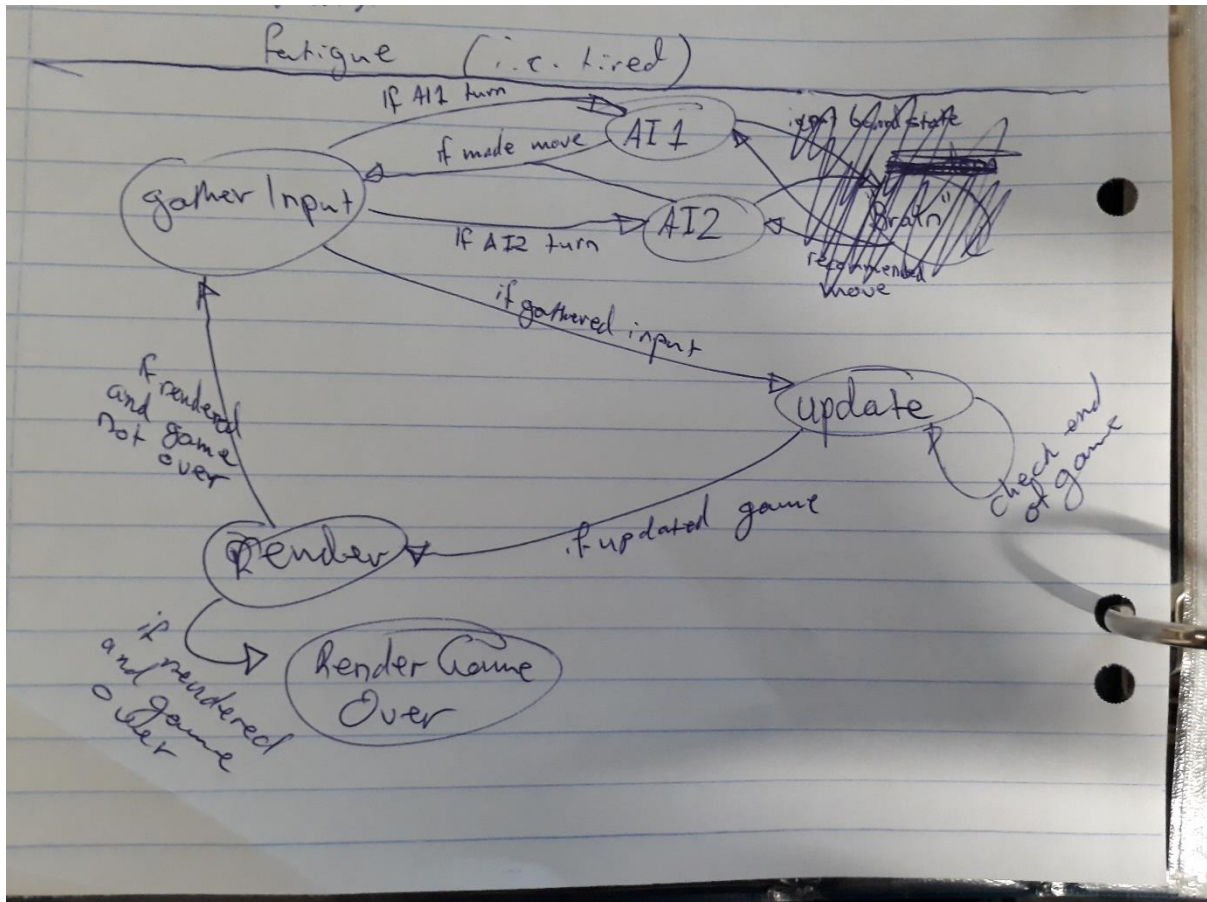 fatigue (i.e. tired)
if AI1 turn
AI1
input board state
if made move
gather Input
AI2
"Brain"
if AI2 turn
recommended
move
if gathered input
update
check end
of game
if rendered
and game
not over
if updated game
Render
if rendered
and game
over
Render Game
Over